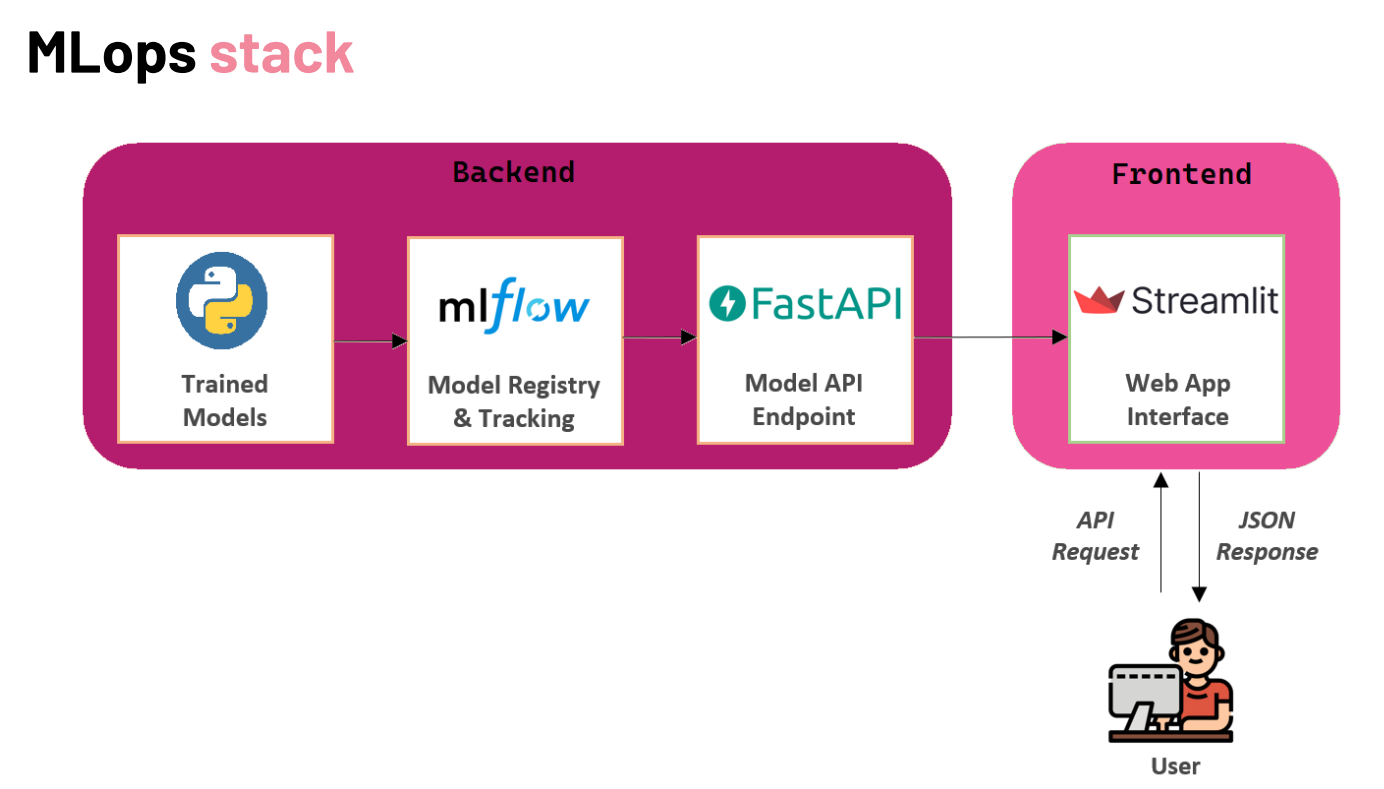 MLops stack
Backend
Frontend
mlflow
FastAPI
Streamlit
Trained
Models
Model Registry
& Tracking
Model API
Endpoint
Web App
Interface
API
Request
JSON
Response
User